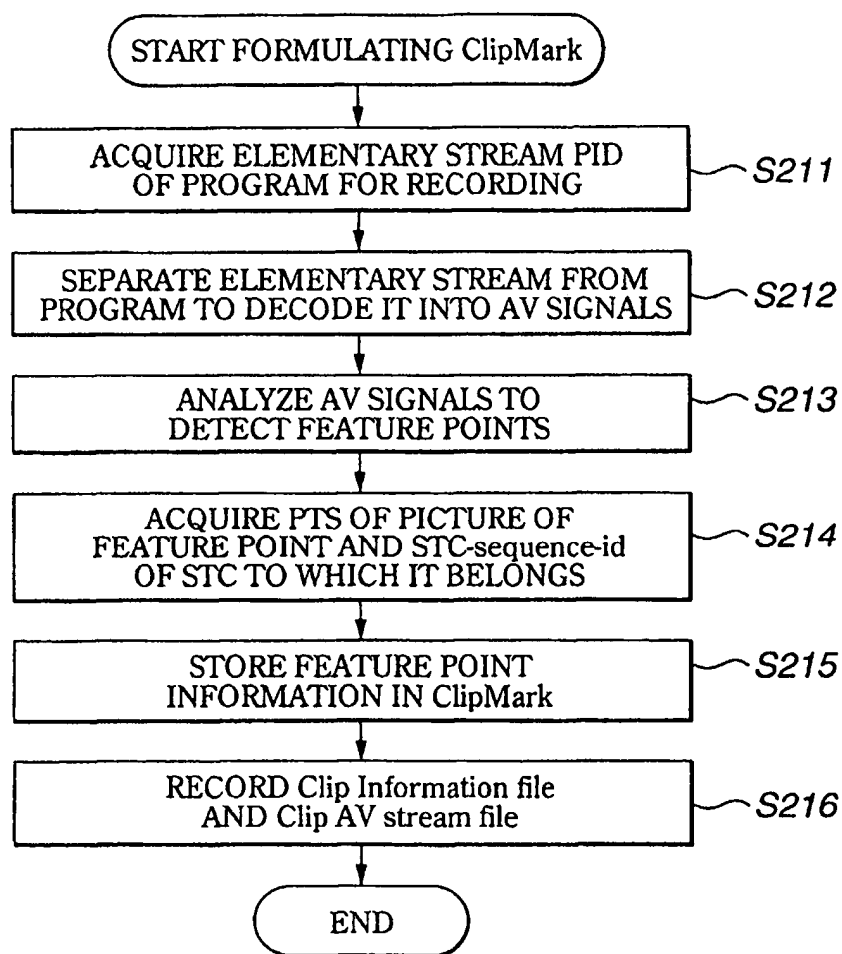 START FORMULATING ClipMark
ACQUIRE ELEMENTARY STREAM PID
OF PROGRAM FOR RECORDING
S211
SEPARATE ELEMENTARY STREAM FROM
PROGRAM TO DECODE IT INTO AV SIGNALS
S212
ANALYZE AV SIGNALS TO
DETECT FEATURE POINTS
S213
ACQUIRE PTS OF PICTURE OF
FEATURE POINT AND STC-sequence-id
OF STC TO WHICH IT BELONGS
S214
STORE FEATURE POINT
INFORMATION IN ClipMark
S215
RECORD Clip Information file
AND Clip AV stream file
S216
END